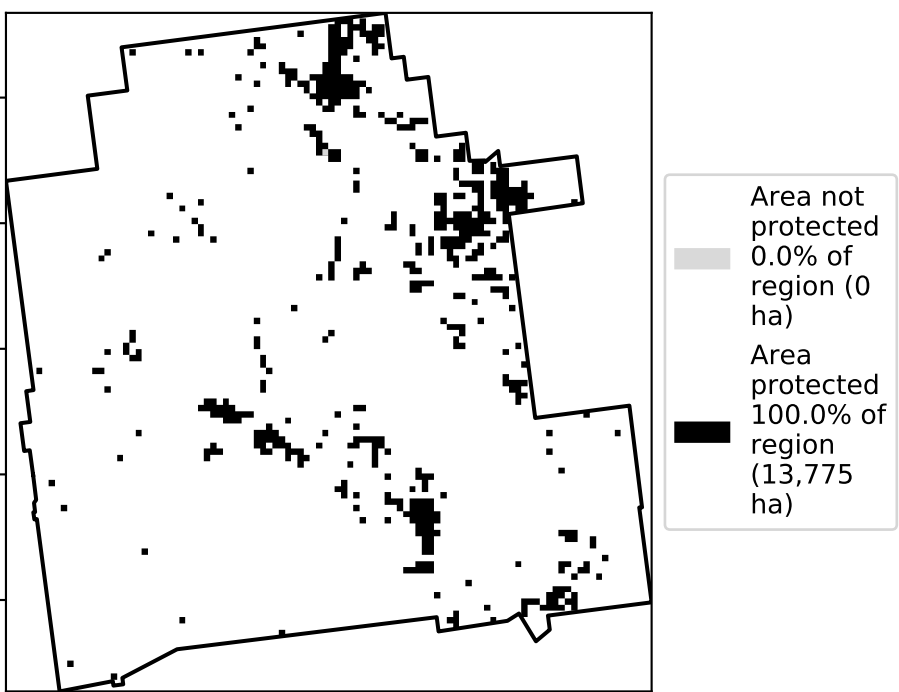 Area not
protected
0.0% of
region (0
ha)
Area
protected
100.0% of
region
(13,775
ha)